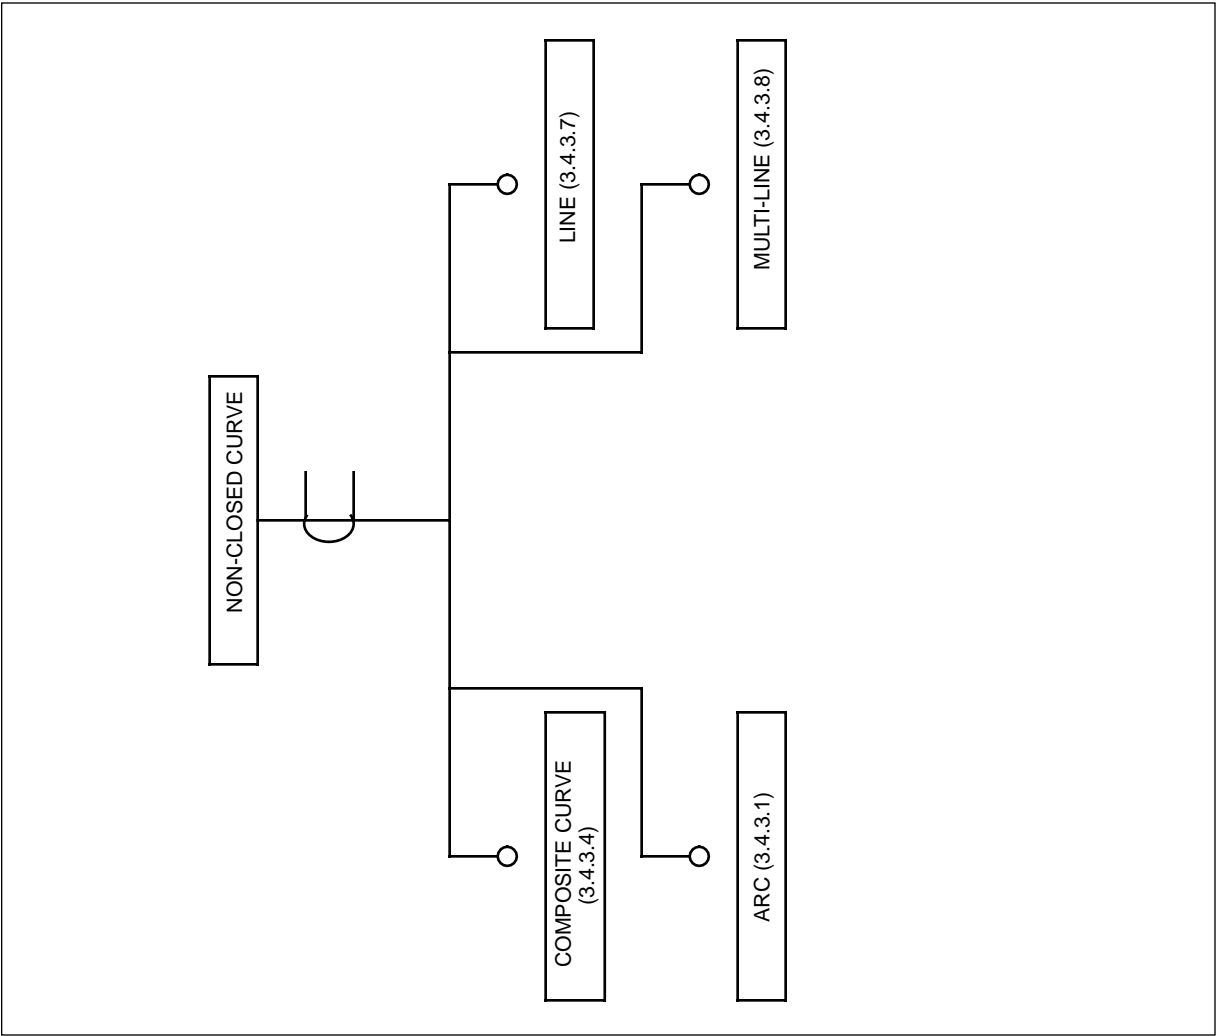 NON-CLOSED CURVE
COMPOSITE CURVE
(3.4.3.4)
LINE (3.4.3.7)
ARC (3.4.3.1)
MULTI-LINE (3.4.3.8)